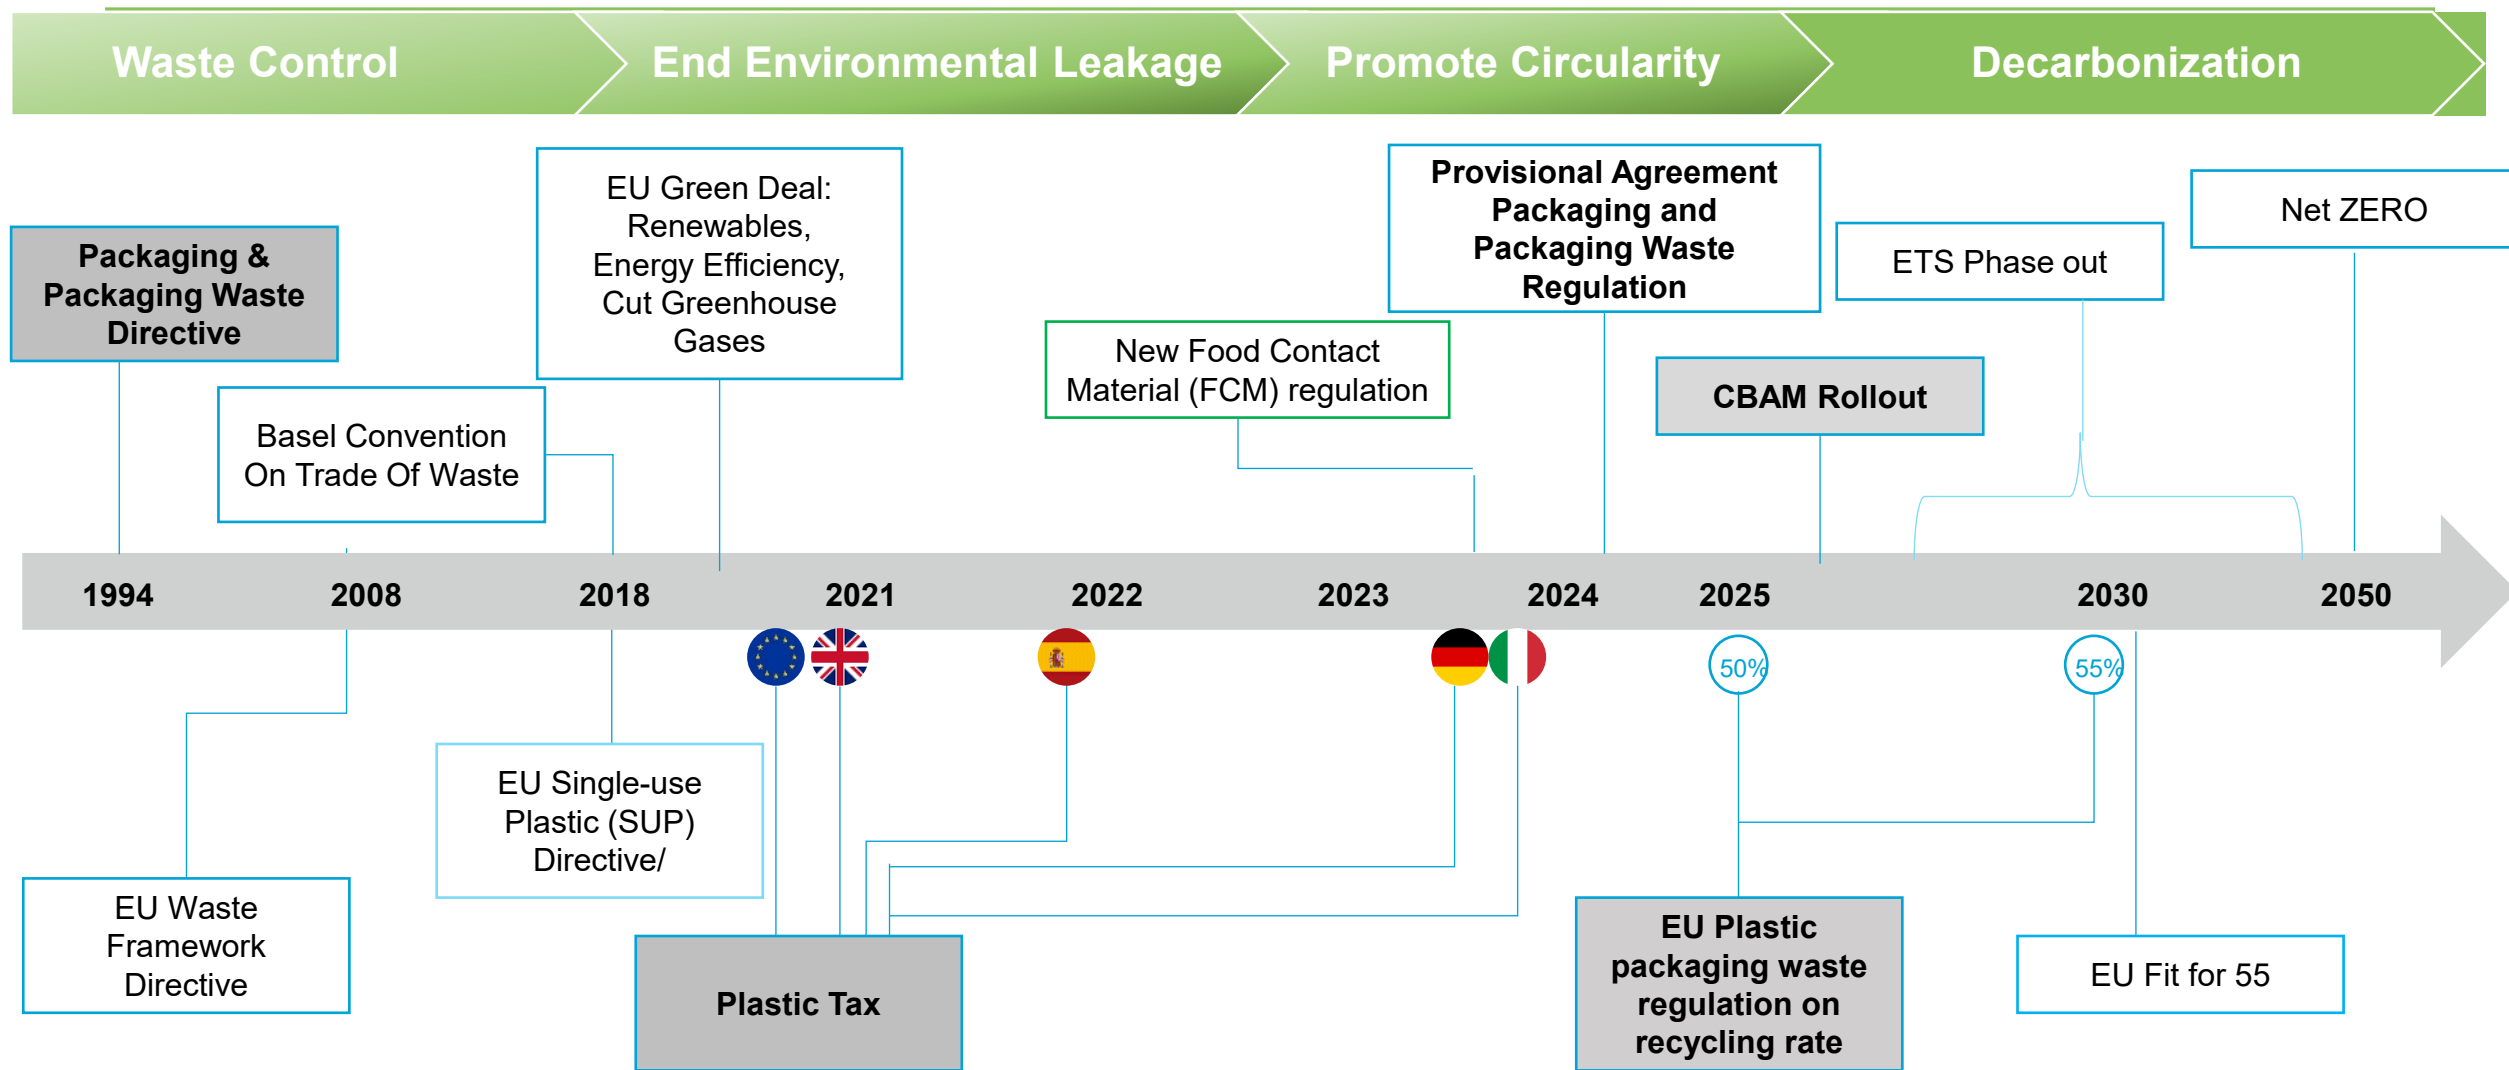 Waste Control
End Environmental Leakage
Promote Circularity
Decarbonization
Packaging &
Packaging Waste
Directive
Basel Convention
On Trade Of Waste
EU Green Deal:
Renewables,
Energy Efficiency,
Cut Greenhouse
Gases
New Food Contact
Material (FCM) regulation
Provisional Agreement
Packaging and
Packaging Waste
Regulation
CBAM Rollout
ETS Phase out
Net ZERO
1994
2008
2018
2021
2022
2023
2024
2025
2030
2050
50%
55%
EU Waste
Framework
Directive
EU Single-use
Plastic (SUP)
Directive/
Plastic Tax
EU Plastic
packaging waste
regulation on
recycling rate
EU Fit for 55